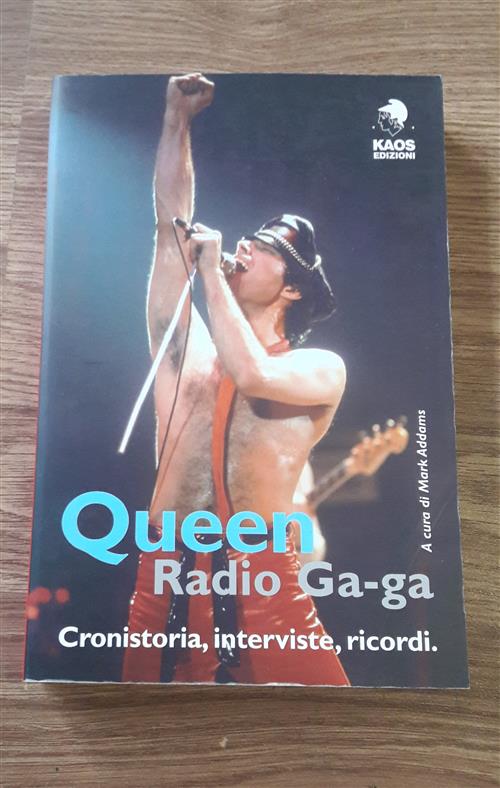 KAOS
EDIZIONI
A cura di Mark Addams
Queen
Radio Ga-ga
Cronistoria, interviste, ricordi.